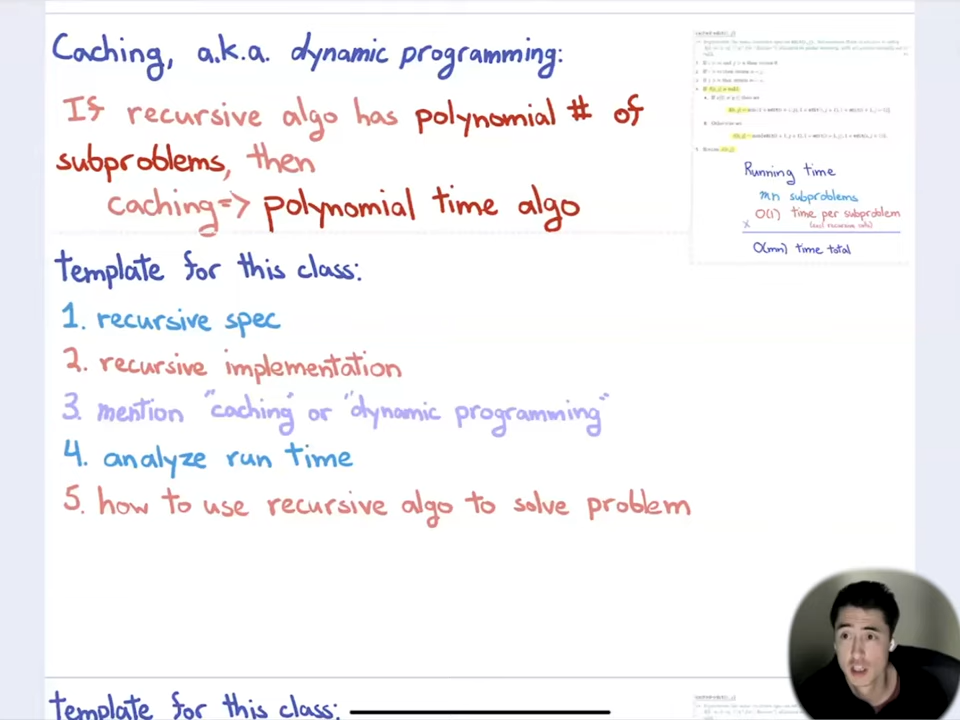 Caching, a.k.a. dynamic programming:
If recursive algo has polynomial # of
subproblems, then
caching => polynomial time algo
template for this class:
1. recursive spec
2. recursive implementation
3. mention "caching" or "dynamic programming"
4. analyze run time
5. how to use recursive algo to solve problem
Running time
mn subproblems
O(1) time per subproblem
x
O(mn) time total
template for this class: